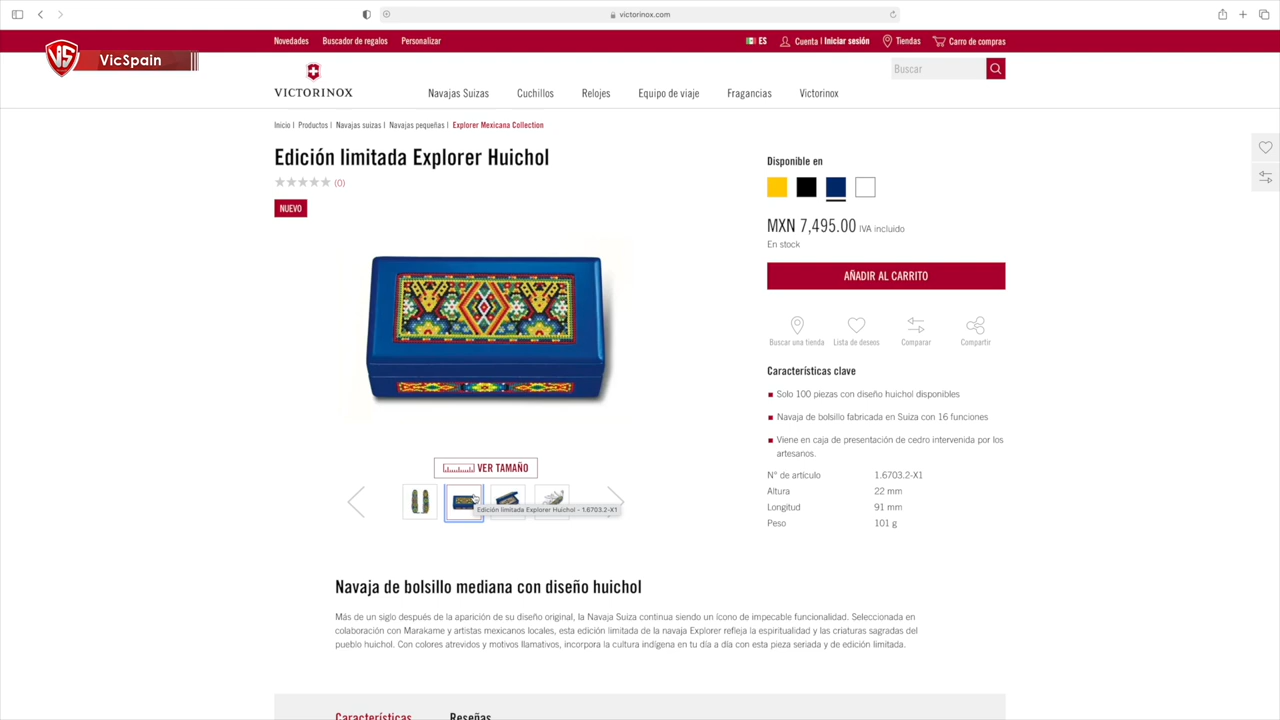 victorinox.com
Novedades Buscador de regalos Personalizar
ES Cuenta | Iniciar sesión Tiendas Carro de compras
VS VicSpain
Buscar
VICTORINOX
Navajas Suizas Cuchillos Relojes Equipo de viaje Fragancias Victorinox
Inicio | Productos | Navajas suizas | Navajas pequeñas | Explorer Mexicana Collection
Edición limitada Explorer Huichol
(0)
NUEVO
Disponible en
MXN 7,495.00 IVA incluido
En stock
AÑADIR AL CARRITO
Buscar una tienda Lista de deseos Comparar Compartir
Características clave
Solo 100 piezas con diseño huichol disponibles
Navaja de bolsillo fabricada en Suiza con 16 funciones
Viene en caja de presentación de cedro intervenida por los
artesanos.
N° de artículo 1.6703.2-X1
Altura 22 mm
Longitud 91 mm
Peso 101 g
VER TAMAÑO
Edición limitada Explorer Huichol - 1.6703.2-X1
Navaja de bolsillo mediana con diseño huichol
Más de un siglo después de la aparición de su diseño original, la Navaja Suiza continua siendo un ícono de impecable funcionalidad. Seleccionada en
colaboración con Marakame y artistas mexicanos locales, esta edición limitada de la navaja Explorer refleja la espiritualidad y las criaturas sagradas del
pueblo huichol. Con colores atrevidos y motivos llamativos, incorpora la cultura indígena en tu día a día con esta pieza seriada y de edición limitada.
Características Reseñas